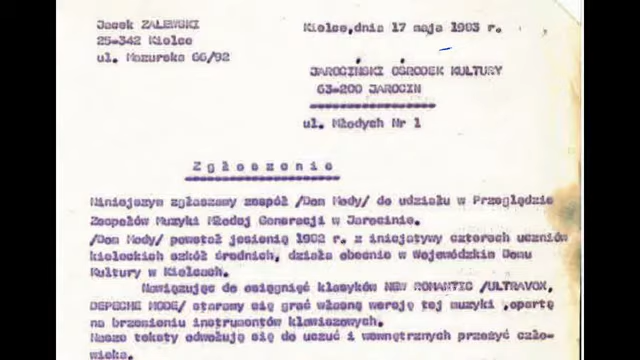 Jacek ZALEWSKI
25-342 Kielce
ul. Mazurska 66/92
Kielce,dnia 17 maja 1983 r.
JAROCIŃSKI OŚRODEK KULTURY
63-200 JAROCIN
ul. Młodych Nr 1
Zgłoszenie
Niniejszym zgłaszamy zespół /Dom Mody/ do udziału w Przeglądzie
Zespołów Muzyki Młodej Generacji w Jarocinie.
/Dom Mody/ powstał jesienią 1982 r. z inicjatywy czterech uczniów
kieleckich szkół średnich, działa obecnie w Wojewódzkim Domu
Kultury w Kielcach.
Nawiązując do osiągnięć klasyków NEW ROMANTIC /ULTRAVOX,
DEPECHE MODE/ staramy się grać własną wersję tej muzyki ,opartą
na brzmieniu instrumentów klawiszowych.
Nasze teksty odwołują się do uczuć i wewnętrznych przeżyć czło-
wieka.